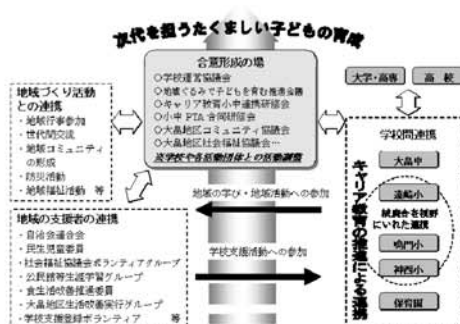 次代を担うたくましい子どもの育成
合意形成の場
○学校運営協議会
○地域ぐるみで子どもを育む推進会議
○キャリア教育小中連携研修会
○小中 PTA 合同研修会
○大畠地区コミュニティ協議会
○大畠地区社会福祉協議会…
※学校や各活動団体との活動調整
大学・高専
高 校
地域づくり活動
との連携
・地域行事参加
・世代間交流
・地域コミュニティ
の形成
・防災活動
・地域福祉活動 等
学校間連携
大畠中
遠崎小
統廃合を視野
にいれた連携
鳴門小
神西小
保育園
キャリア教育の推進による連携
地域の学び・地域活動への参加
学校支援活動への参加
地域の支援者の連携
・自治会連合会
・民生児童委員
・社会福祉協議会ボランティアグループ
・公民館等生涯学習グループ
・食生活改善推進委員
・大畠地区生活改善実行グループ
・学校支援登録ボランティア 等